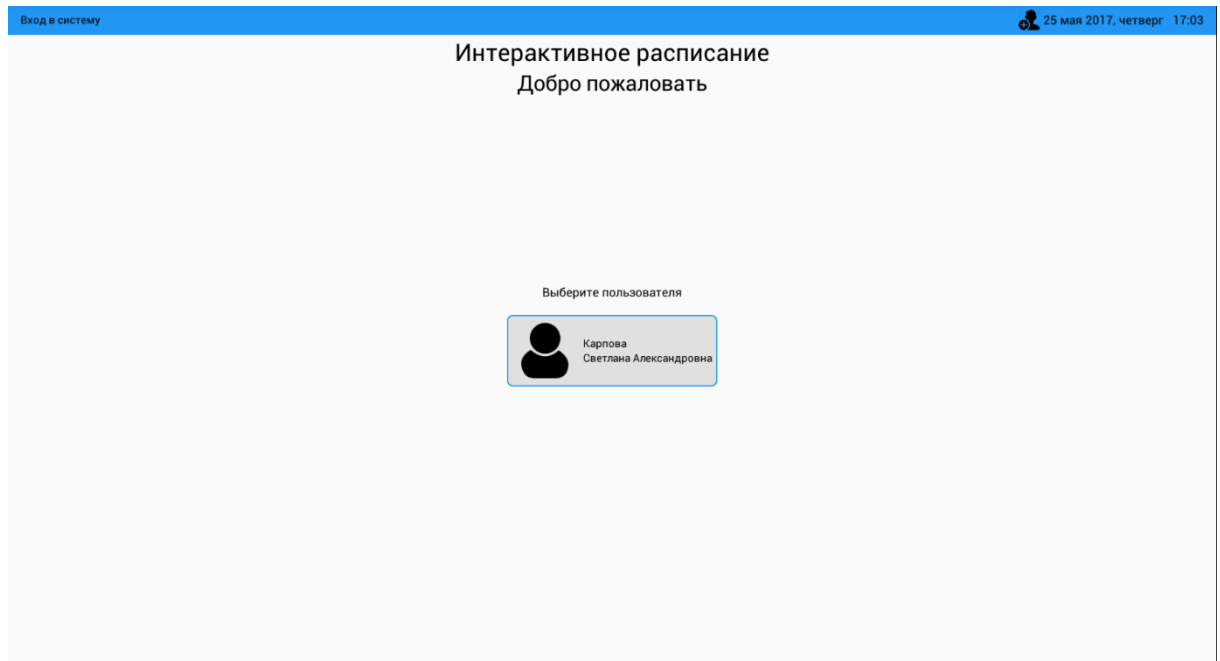 Вход в систему
25 мая 2017, четверг 17:03
Интерактивное расписание
Добро пожаловать
Выберите пользователя
Карпова
Светлана Александровна